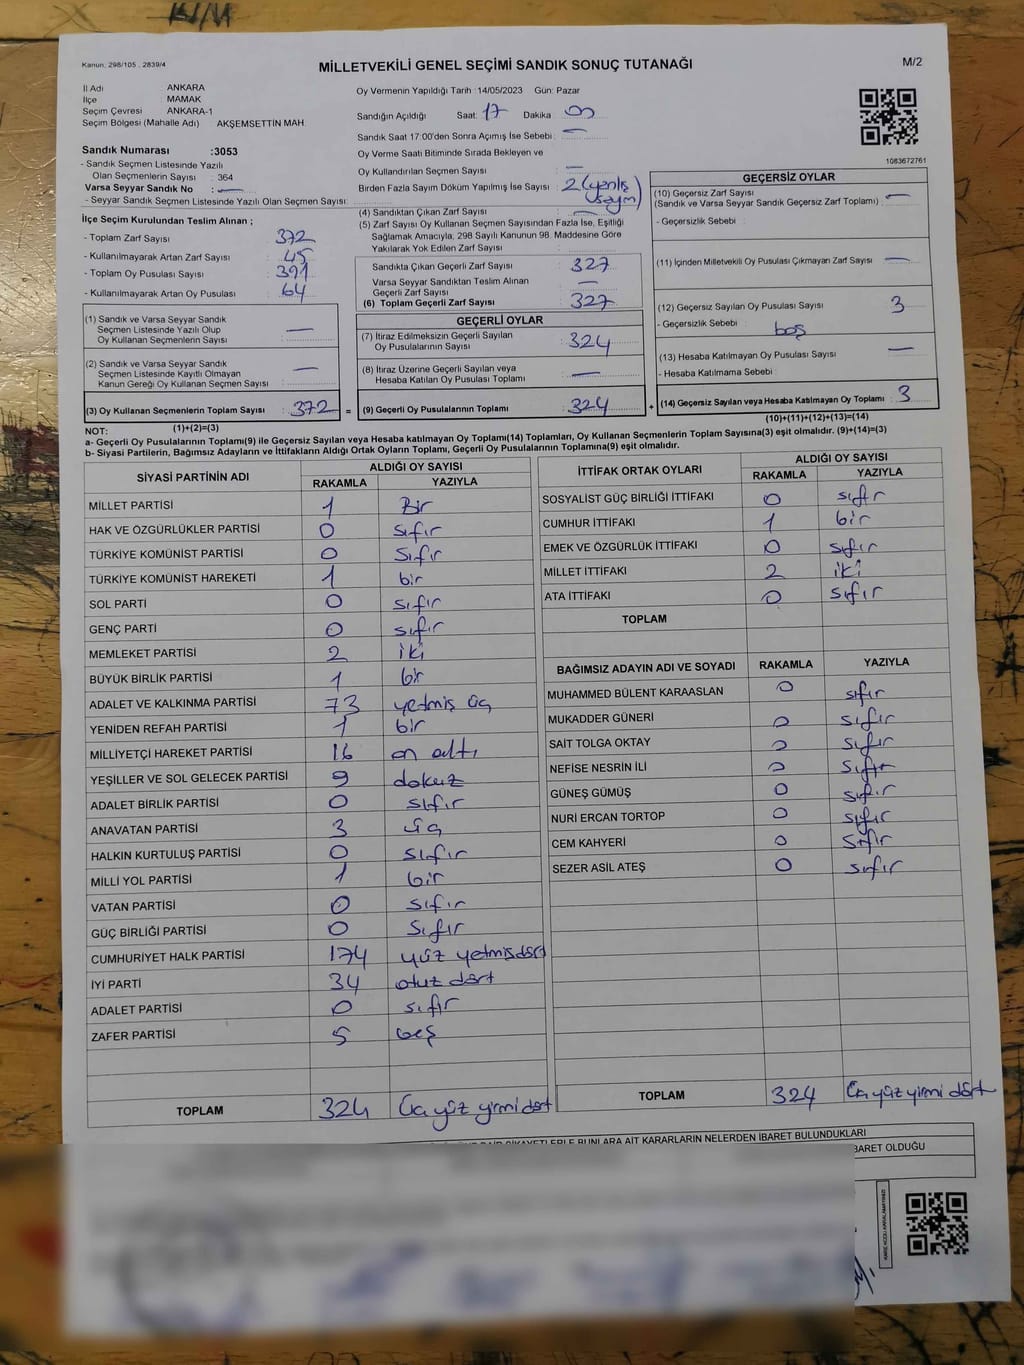 KIM
Kanun, 298/105 . 2839/4
MİLLETVEKİLİ GENEL SEÇİMİ SANDIK SONUÇ TUTANAĞI
M/2
İl Adı ANKARA
İlçe MAMAK
Seçim Çevresi ANKARA-1
Seçim Bölgesi (Mahalle Adı) AKŞEMSETTİN MAH.
Sandık Numarası :3053
- Sandık Seçmen Listesinde Yazılı
Olan Seçmenlerin Sayısı : 364
Varsa Seyyar Sandık No : —
- Seyyar Sandık Seçmen Listesinde Yazılı Olan Seçmen Sayısı:
Oy Vermenin Yapıldığı Tarih :14/05/2023 Gün: Pazar
Sandığın Açıldığı Saat: 17 Dakika
Sandık Saat 17:00'den Sonra Açımış İse Sebebi : —
Oy Verme Saati Bitiminde Sırada Bekleyen ve
Oy Kullandırılan Seçmen Sayısı : —
Birden Fazla Sayım Döküm Yapılmış İse Sayısı : 2 (yanlış sayım)
1083672761
İlçe Seçim Kurulundan Teslim Alınan ;
- Toplam Zarf Sayısı : 372
- Kullanılmayarak Artan Zarf Sayısı : 45
- Toplam Oy Pusulası Sayısı : 391
- Kullanılmayarak Artan Oy Pusulası : 64
(4) Sandıktan Çıkan Zarf Sayısı : —
(5) Zarf Sayısı Oy Kullanan Seçmen Sayısından Fazla İse, Eşitliği
Sağlamak Amacıyla, 298 Sayılı Kanunun 98. Maddesine Göre
Yakılarak Yok Edilen Zarf Sayısı :
Sandıkta Çıkan Geçerli Zarf Sayısı : 327
Varsa Seyyar Sandıktan Teslim Alınan
Geçerli Zarf Sayısı : —
(6) Toplam Geçerli Zarf Sayısı : 327
GEÇERSİZ OYLAR
(10) Geçersiz Zarf Sayısı
(Sandık ve Varsa Seyyar Sandık Geçersiz Zarf Toplamı) : —
- Geçersizlik Sebebi :
(11) İçinden Milletvekili Oy Pusulası Çıkmayan Zarf Sayısı : —
(12) Geçersiz Sayılan Oy Pusulası Sayısı : 3
- Geçersizlik Sebebi : boş
(13) Hesaba Katılmayan Oy Pusulası Sayısı : —
- Hesaba Katılmama Sebebi :
(14) Geçersiz Sayılan veya Hesaba Katılmayan Oy Toplamı : 3
(10)+(11)+(12)+(13)=(14)
(1) Sandık ve Varsa Seyyar Sandık
Seçmen Listesinde Yazılı Olup
Oy Kullanan Seçmenlerin Sayısı : —
(2) Sandık ve Varsa Seyyar Sandık
Seçmen Listesinde Kayıtlı Olmayan
Kanun Gereği Oy Kullanan Seçmen Sayısı : —
(3) Oy Kullanan Seçmenlerin Toplam Sayısı : 372 =
(1)+(2)=(3)
GEÇERLİ OYLAR
(7) İtiraz Edilmeksizin Geçerli Sayılan
Oy Pusulalarının Sayısı : 324
(8) İtiraz Üzerine Geçerli Sayılan veya
Hesaba Katılan Oy Pusulası Toplamı : —
(9) Geçerli Oy Pusulalarının Toplamı : 324 +
NOT:
a- Geçerli Oy Pusulalarının Toplam(9) ile Geçersiz Sayılan veya Hesaba katılmayan Oy Toplamı(14) Toplamları, Oy Kullanan Seçmenlerin Toplam Sayısına(3) eşit olmalıdır. (9)+(14)=(3)
b- Siyasi Partilerin, Bağımsız Adayların ve İttifakların Aldığı Ortak Oyların Toplamı, Geçerli Oy Pusulalarının Toplamına(9) eşit olmalıdır.
SİYASİ PARTİNİN ADI ALDIĞI OY SAYISI
RAKAMLA YAZIYLA
MİLLET PARTİSİ 1 Bir
HAK VE ÖZGÜRLÜKLER PARTİSİ 0 sıfır
TÜRKİYE KOMÜNİST PARTİSİ 0 sıfır
TÜRKİYE KOMÜNİST HAREKETİ 1 bir
SOL PARTİ 0 sıfır
GENÇ PARTİ 0 sıfır
MEMLEKET PARTİSİ 2 iki
BÜYÜK BİRLİK PARTİSİ 1 bir
ADALET VE KALKINMA PARTİSİ 73 yetmiş üç
YENİDEN REFAH PARTİSİ 1 bir
MİLLİYETÇİ HAREKET PARTİSİ 16 on altı
YEŞİLLER VE SOL GELECEK PARTİSİ 9 dokuz
ADALET BİRLİK PARTİSİ 0 sıfır
ANAVATAN PARTİSİ 3 üç
HALKIN KURTULUŞ PARTİSİ 0 sıfır
MİLLİ YOL PARTİSİ 1 bir
VATAN PARTİSİ 0 sıfır
GÜÇ BİRLİĞİ PARTİSİ 0 sıfır
CUMHURİYET HALK PARTİSİ 174 yüz yetmişdört
İYİ PARTİ 34 otuz dört
ADALET PARTİSİ 0 sıfır
ZAFER PARTİSİ 5 beş
TOPLAM 324 Üçyüz yirmi dört
İTTİFAK ORTAK OYLARI ALDIĞI OY SAYISI
RAKAMLA YAZIYLA
SOSYALİST GÜÇ BİRLİĞİ İTTİFAKI 0 sıfır
CUMHUR İTTİFAKI 1 bir
EMEK VE ÖZGÜRLÜK İTTİFAKI 0 sıfır
MİLLET İTTİFAKI 2 iki
ATA İTTİFAKI 0 sıfır
TOPLAM
BAĞIMSIZ ADAYIN ADI VE SOYADI RAKAMLA YAZIYLA
MUHAMMED BÜLENT KARAASLAN 0 sıfır
MUKADDER GÜNERİ 0 sıfır
SAİT TOLGA OKTAY 0 sıfır
NEFİSE NESRİN İLİ 0 sıfır
GÜNEŞ GÜMÜŞ 0 sıfır
NURİ ERCAN TORTOP 0 sıfır
CEM KAHYERİ 0 sıfır
SEZER ASİL ATEŞ 0 sıfır
TOPLAM 324 Üçyüz yirmi dört
BUNLARA AİT KARARLARIN NELERDEN İBARET BULUNDUKLARI
BARET OLDUĞU